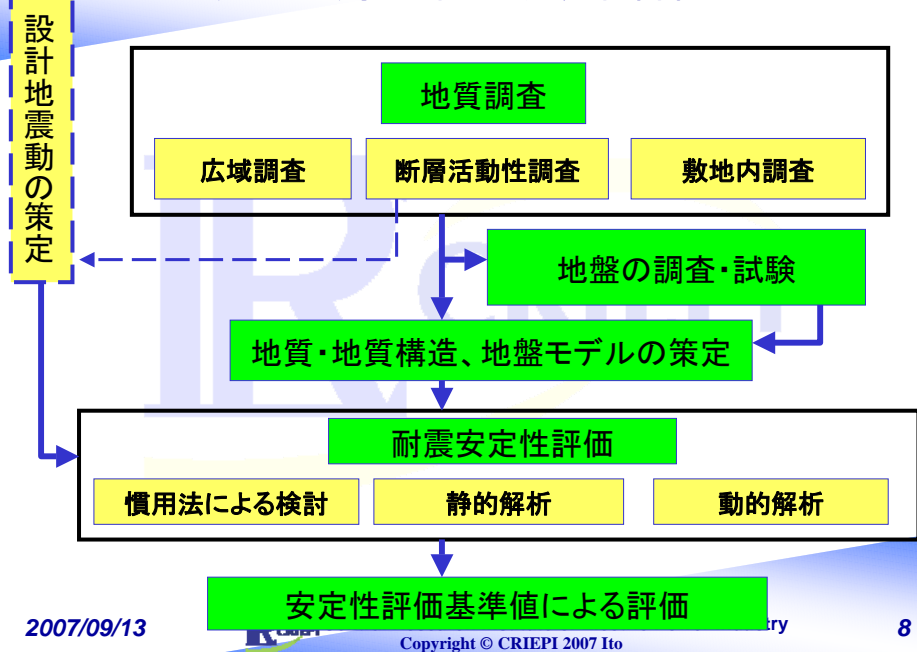 設計地震動の策定
地質調査
広域調査 断層活動性調査 敷地内調査
地盤の調査・試験
地質・地質構造、地盤モデルの策定
耐震安定性評価
慣用法による検討 静的解析 動的解析
安定性評価基準値による評価
2007/09/13 8
Copyright © CRIEPI 2007 Ito